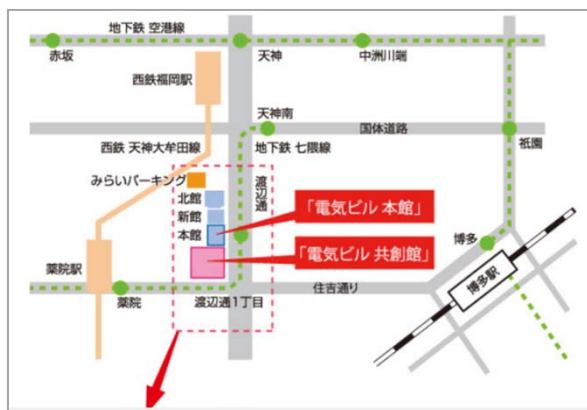 地下鉄 空港線
赤坂
天神
中洲川端
西鉄福岡駅
天神南
国体道路
西鉄 天神大牟田線
地下鉄 七隈線
祇園
みらいパーキング
渡辺通
北館
新館
本館
「電気ビル 本館」
「電気ビル 共創館」
博多
博多駅
薬院駅
薬院
渡辺通1丁目
住吉通り